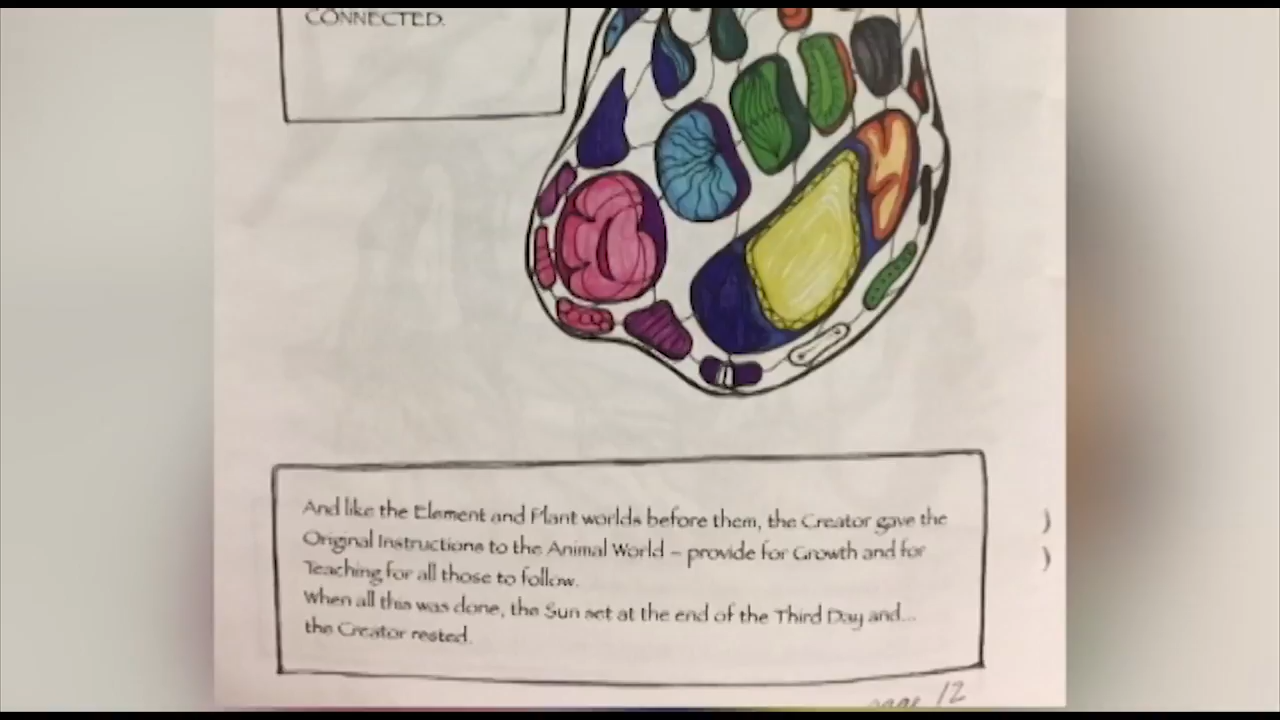 CONNECTED.
And like the Element and Plant worlds before them, the Creator gave the
Original Instructions to the Animal World – provide for Growth and for
Teaching for all those to follow.
When all this was done, the Sun set at the end of the Third Day and...
the Creator rested.
page 12